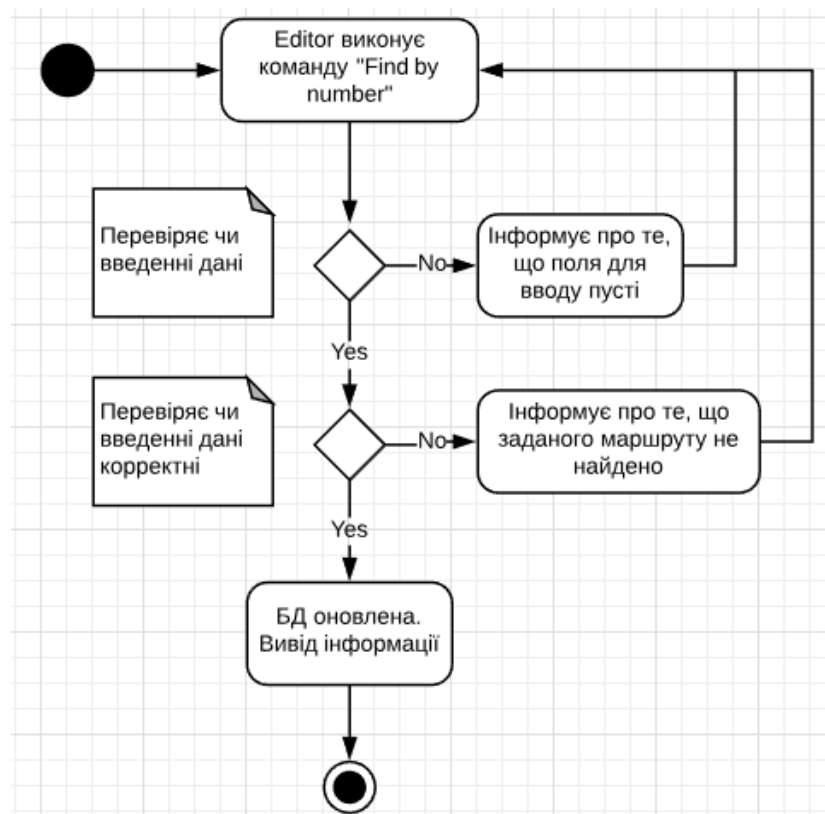 Editor виконує
команду "Find by
number"
Перевіряє чи
введенні дані
No
Інформує про те,
що поля для
вводу пусті
Yes
Перевіряє чи
введенні дані
корректні
No
Інформує про те, що
заданого маршруту не
найдено
Yes
БД оновлена.
Вивід інформації